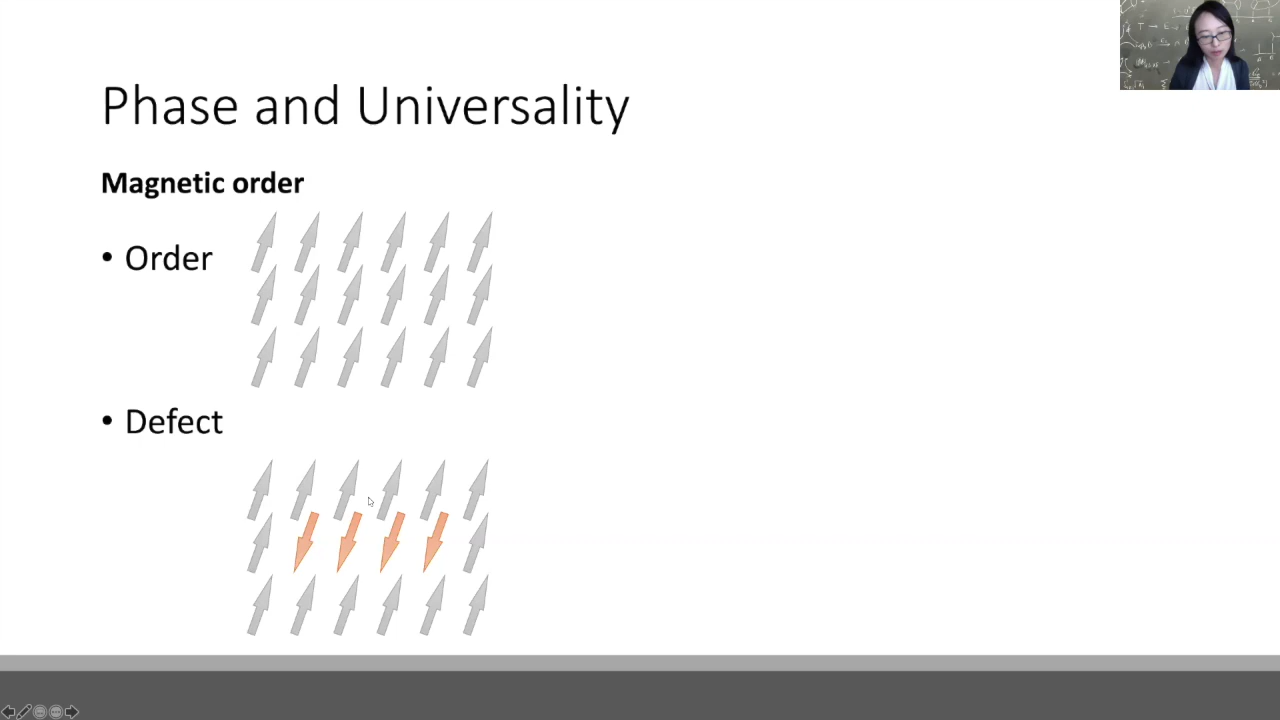 Phase and Universality
Magnetic order
• Order
• Defect